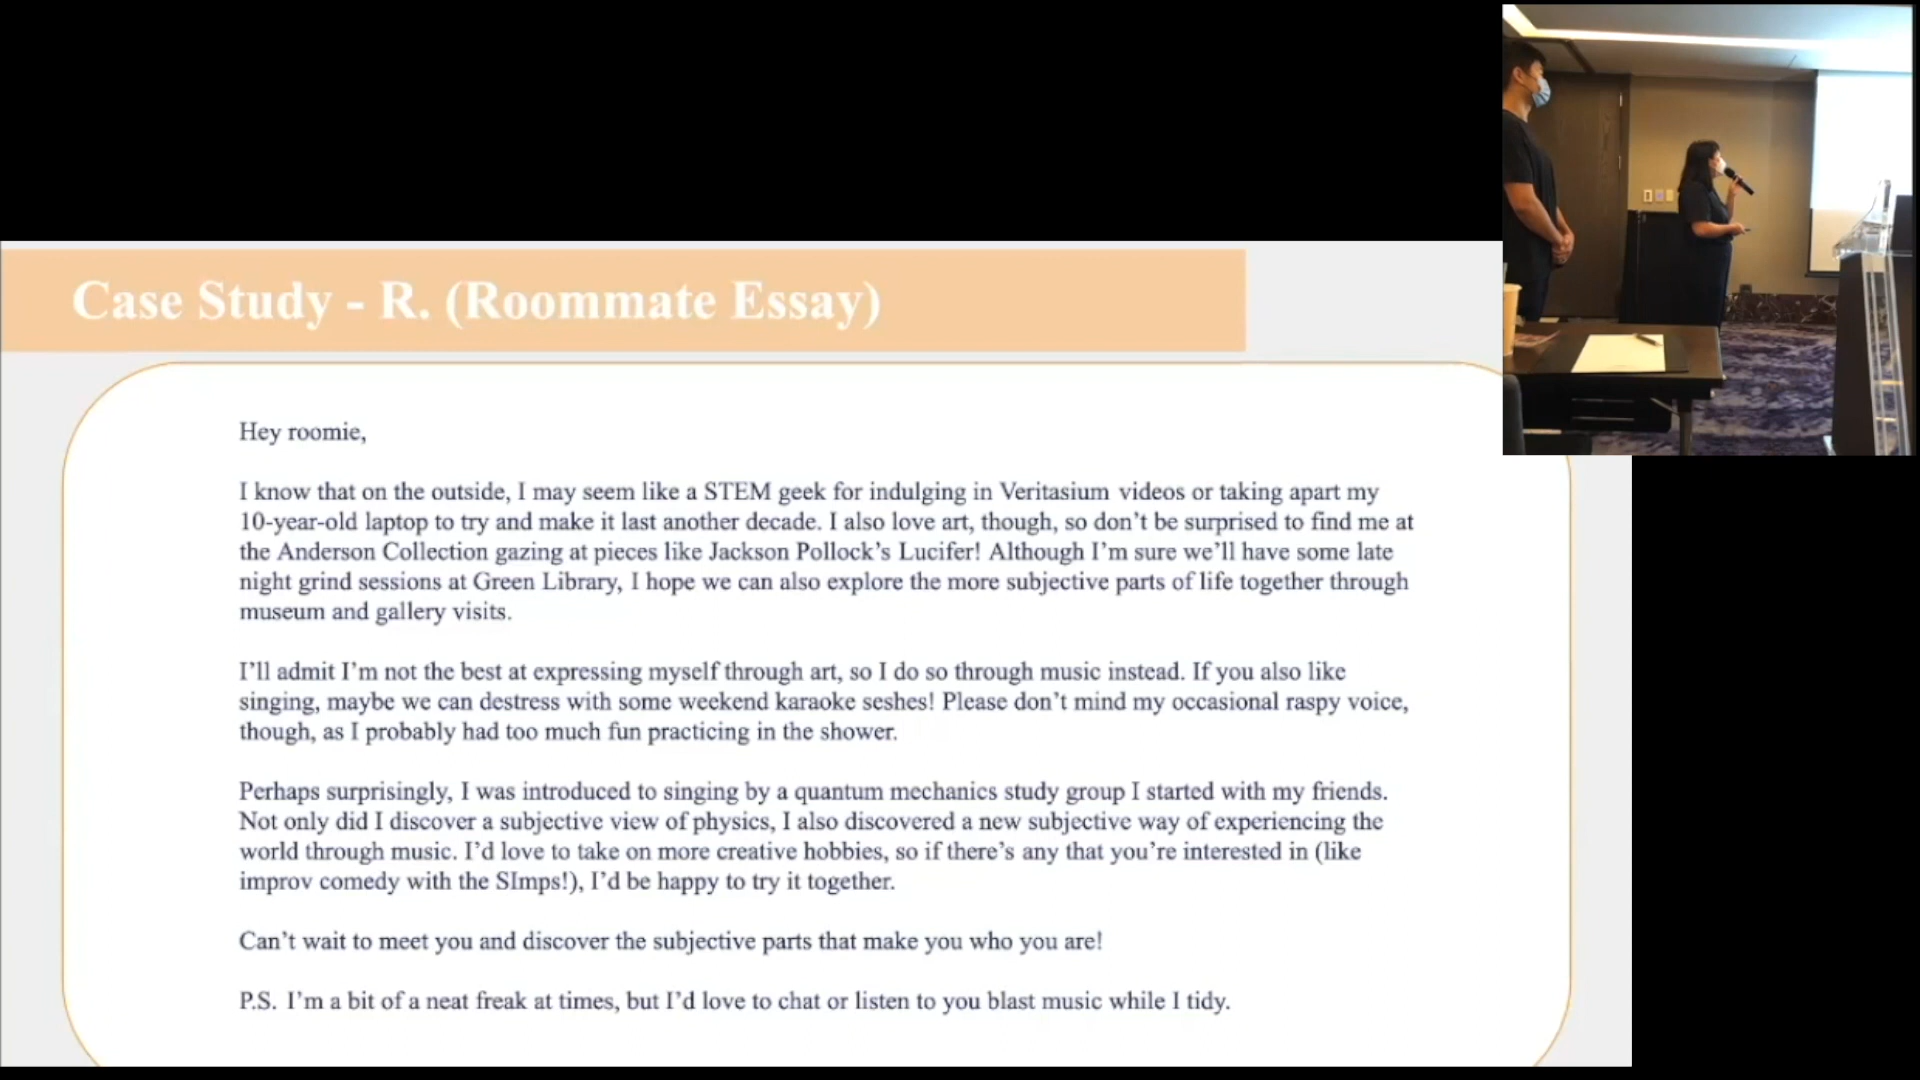 Case Study - R. (Roommate Essay)
Hey roomie,
I know that on the outside, I may seem like a STEM geek for indulging in Veritasium videos or taking apart my
10-year-old laptop to try and make it last another decade. I also love art, though, so don't be surprised to find me at
the Anderson Collection gazing at pieces like Jackson Pollock's Lucifer! Although I'm sure we'll have some late
night grind sessions at Green Library, I hope we can also explore the more subjective parts of life together through
museum and gallery visits.
I'll admit I'm not the best at expressing myself through art, so I do so through music instead. If you also like
singing, maybe we can destress with some weekend karaoke seshes! Please don't mind my occasional raspy voice,
though, as I probably had too much fun practicing in the shower.
Perhaps surprisingly, I was introduced to singing by a quantum mechanics study group I started with my friends.
Not only did I discover a subjective view of physics, I also discovered a new subjective way of experiencing the
world through music. I'd love to take on more creative hobbies, so if there's any that you're interested in (like
improv comedy with the SImps!), I'd be happy to try it together.
Can't wait to meet you and discover the subjective parts that make you who you are!
P.S. I'm a bit of a neat freak at times, but I'd love to chat or listen to you blast music while I tidy.